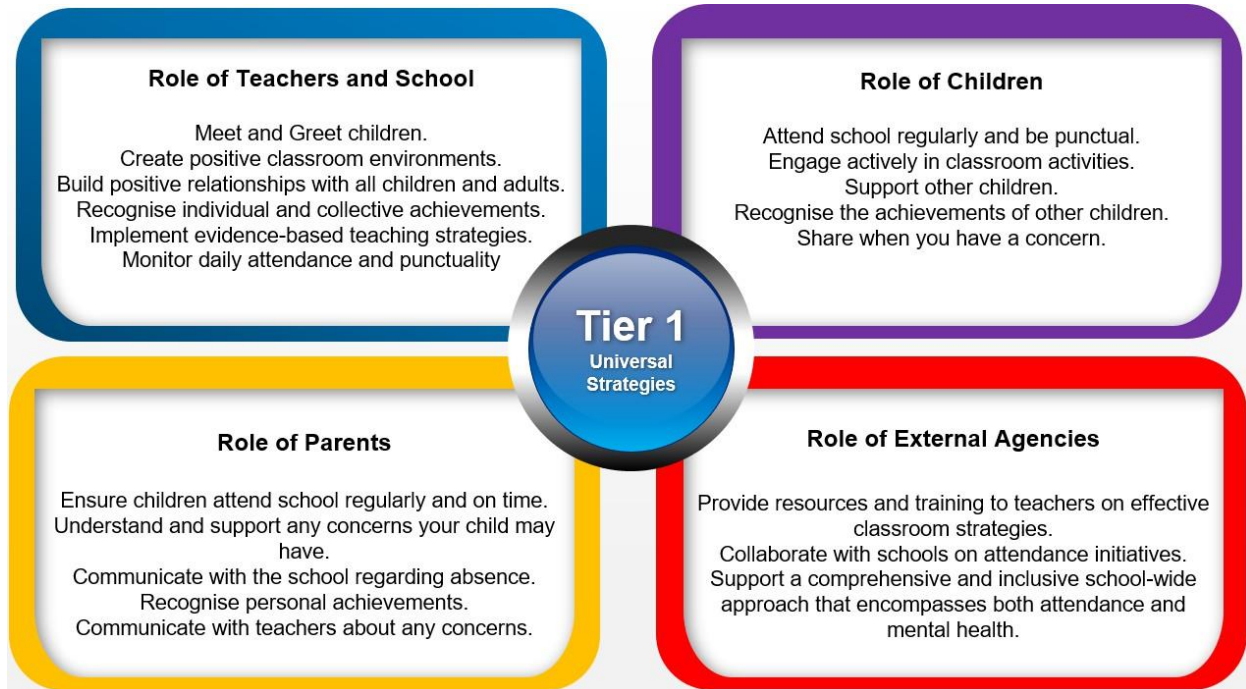 Role of Teachers and School
Meet and Greet children.
Create positive classroom environments.
Build positive relationships with all children and adults.
Recognise individual and collective achievements.
Implement evidence-based teaching strategies.
Monitor daily attendance and punctuality
Role of Children
Attend school regularly and be punctual.
Engage actively in classroom activities.
Support other children.
Recognise the achievements of other children.
Share when you have a concern.
Tier 1
Universal
Strategies
Role of Parents
Ensure children attend school regularly and on time.
Understand and support any concerns your child may
have.
Communicate with the school regarding absence.
Recognise personal achievements.
Communicate with teachers about any concerns.
Role of External Agencies
Provide resources and training to teachers on effective
classroom strategies.
Collaborate with schools on attendance initiatives.
Support a comprehensive and inclusive school-wide
approach that encompasses both attendance and
mental health.